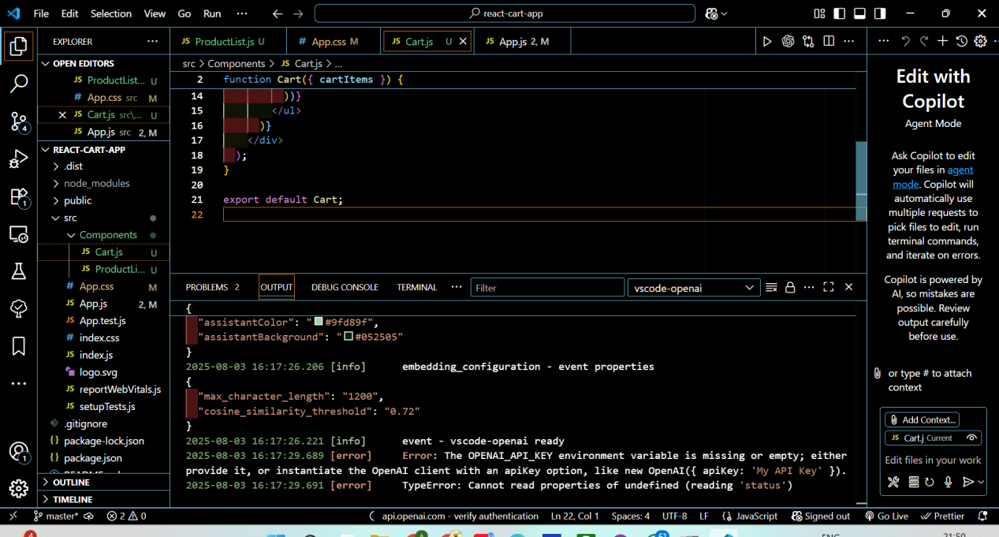 File Edit Selection View Go Run ··· react-cart-app
EXPLORER
OPEN EDITORS
JS ProductList... U
# App.css src M
JS Cart.js src\... U
JS App.js src 2, M
REACT-CART-APP
.dist
node_modules
public
src
Components
JS Cart.js U
JS ProductLi... U
# App.css M
JS App.js 2, M
JS App.test.js
# index.css
JS index.js
logo.svg
JS reportWebVitals.js
JS setupTests.js
.gitignore
{} package-lock.json
{} package.json
OUTLINE
TIMELINE
4
1
1
JS ProductList.js U # App.css M JS Cart.js U JS App.js 2, M
src > Components > JS Cart.js > ...
2 function Cart({ cartItems }) {
14 ))}
15 </ul>
16 )}
17 </div>
18 );
19 }
20
21 export default Cart;
22
PROBLEMS 2 OUTPUT DEBUG CONSOLE TERMINAL ··· Filter vscode-openai
{
"assistantColor": "#9fd89f",
"assistantBackground": "#052505"
}
2025-08-03 16:17:26.206 [info] embedding_configuration - event properties
{
"max_character_length": "1200",
"cosine_similarity_threshold": "0.72"
}
2025-08-03 16:17:26.221 [info] event - vscode-openai ready
2025-08-03 16:17:29.689 [error] Error: The OPENAI_API_KEY environment variable is missing or empty; either
provide it, or instantiate the OpenAI client with an apiKey option, like new OpenAI({ apiKey: 'My API Key' }).
2025-08-03 16:17:29.691 [error] TypeError: Cannot read properties of undefined (reading 'status')
Edit with
Copilot
Agent Mode
Ask Copilot to edit
your files in agent
mode. Copilot will
automatically use
multiple requests to
pick files to edit, run
terminal commands,
and iterate on errors.
Copilot is powered by
AI, so mistakes are
possible. Review
output carefully
before use.
or type # to attach
context
Add Context...
JS Cart.j Current
Edit files in your work
master* 2 0 api.openai.com - verify authentication Ln 22, Col 1 Spaces: 4 UTF-8 LF {} JavaScript Signed out Go Live Prettier
4 61 ENG 21:50